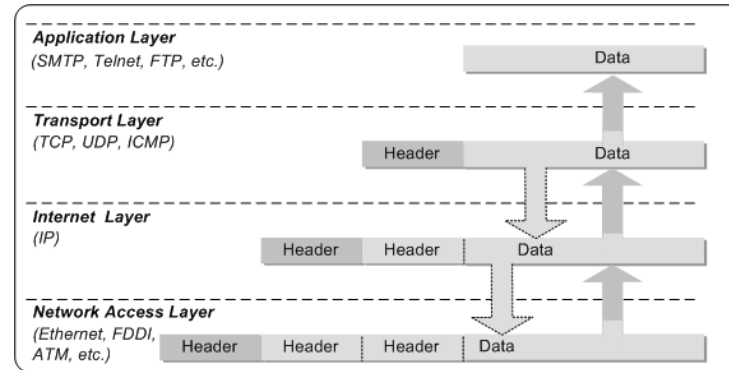 Application Layer
(SMTP, Telnet, FTP, etc.)
Data
Transport Layer
(TCP, UDP, ICMP)
Header
Data
Internet Layer
(IP)
Header
Header
Data
Network Access Layer
(Ethernet, FDDI,
ATM, etc.)
Header
Header
Header
Data